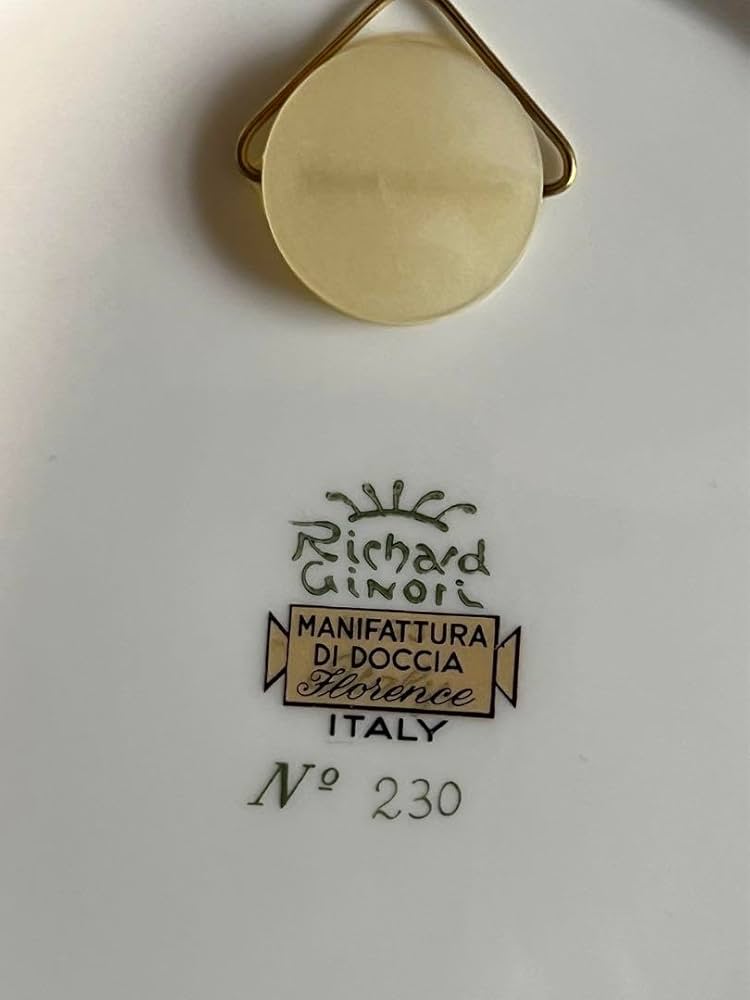 Richard
Ginori
MANIFATTURA
DI DOCCIA
Florence
ITALY
Nº 230